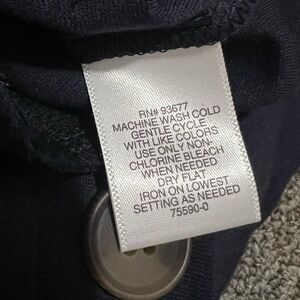 RN# 93677
MACHINE WASH COLD
GENTLE CYCLE
WITH LIKE COLORS
USE ONLY NON-
CHLORINE BLEACH
WHEN NEEDED
DRY FLAT
IRON ON LOWEST
SETTING AS NEEDED
75590-0